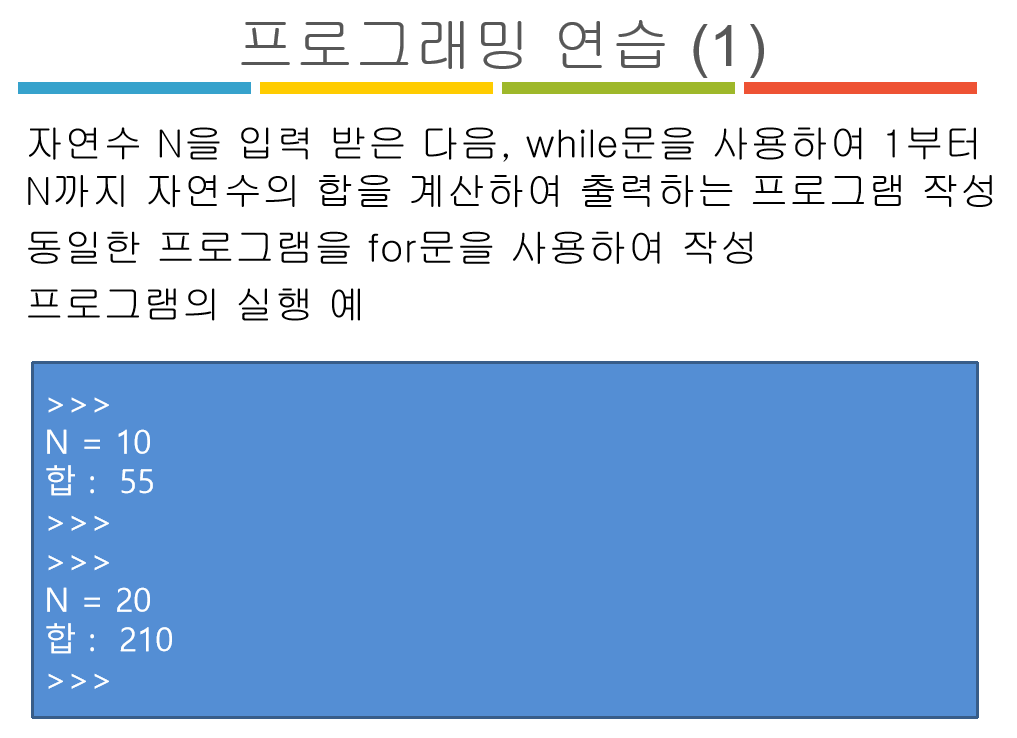 프로그래밍 연습 (1)
자연수 N을 입력 받은 다음, while문을 사용하여 1부터
N까지 자연수의 합을 계산하여 출력하는 프로그램 작성
동일한 프로그램을 for문을 사용하여 작성
프로그램의 실행 예
>>>
N = 10
합 :  55
>>>
>>>
N = 20
합 :  210
>>>